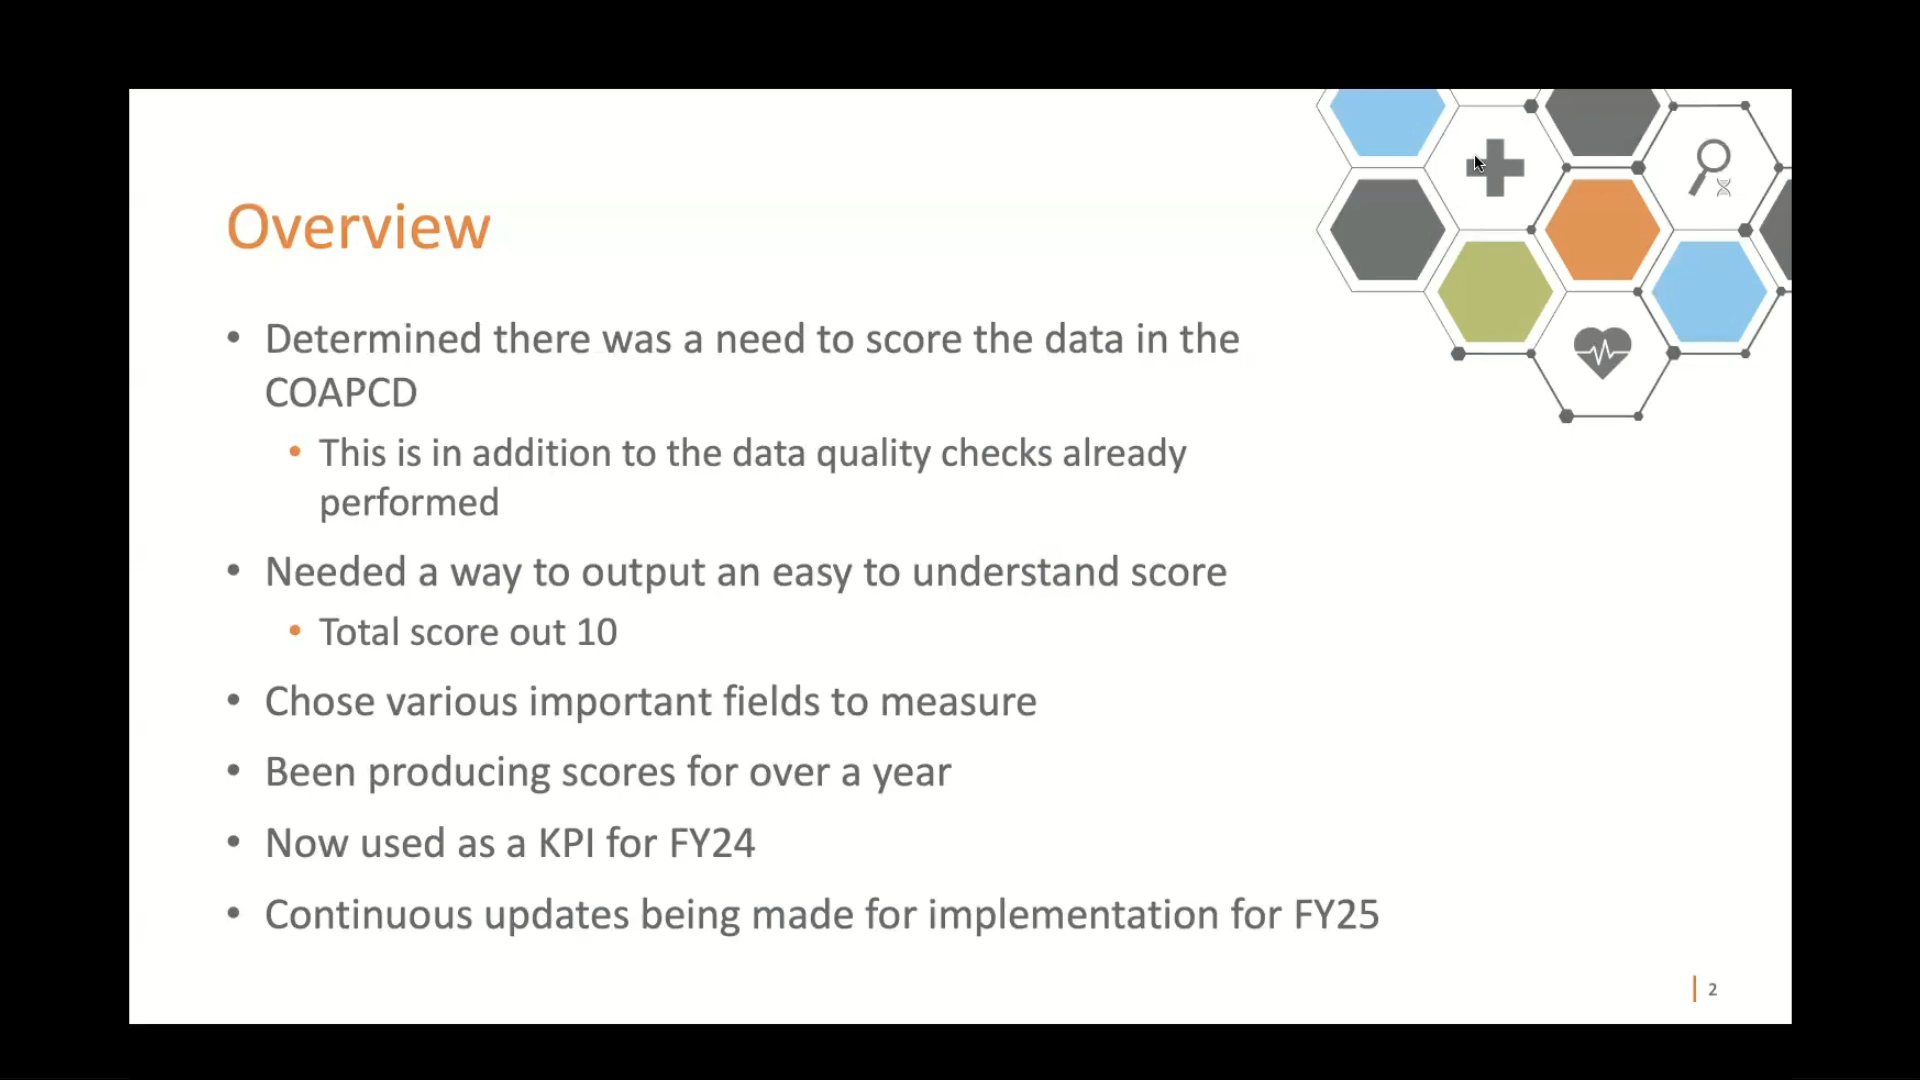 Overview
• Determined there was a need to score the data in the
COAPCD
• This is in addition to the data quality checks already
performed
• Needed a way to output an easy to understand score
• Total score out 10
• Chose various important fields to measure
• Been producing scores for over a year
• Now used as a KPI for FY24
• Continuous updates being made for implementation for FY25
2